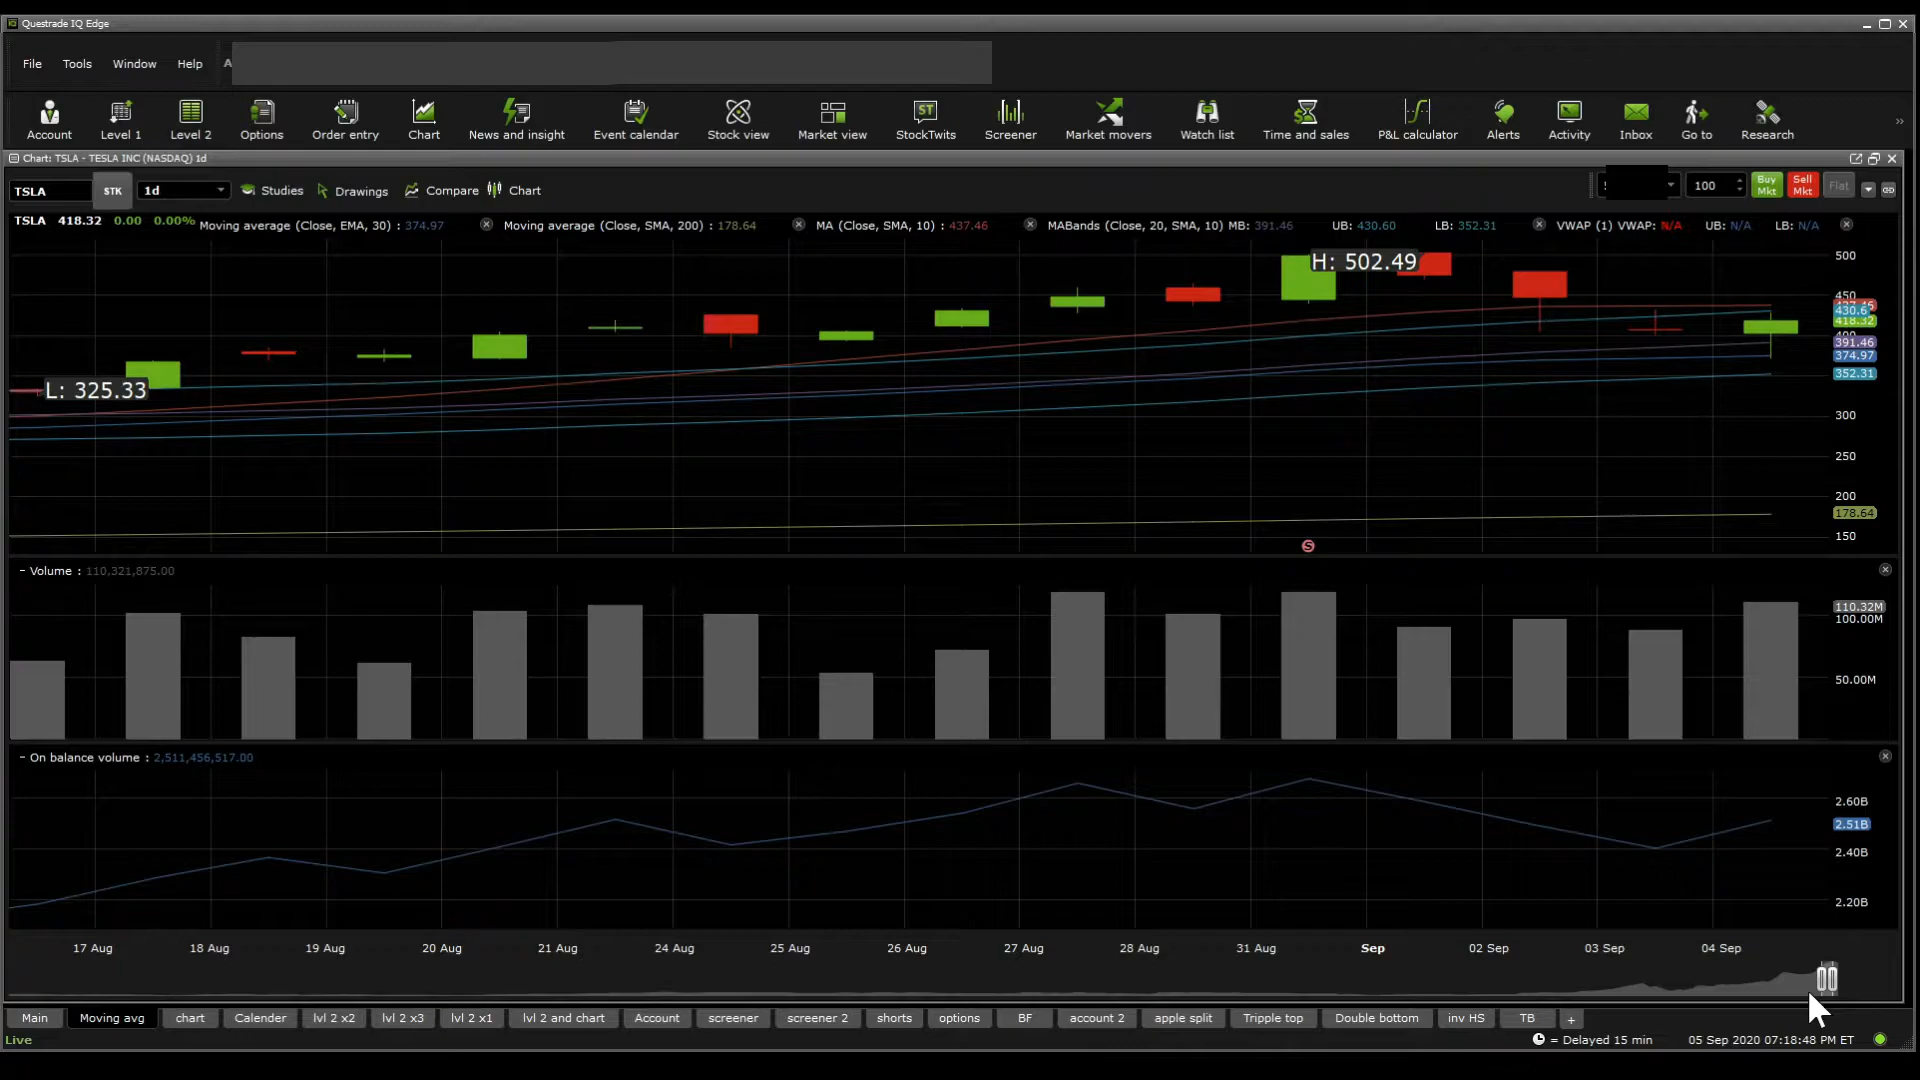 Questrade IQ Edge
File Tools Window Help A
Account Level 1 Level 2 Options Order entry Chart News and insight Event calendar Stock view Market view StockTwits Screener Market movers Watch list Time and sales P&L calculator Alerts Activity Inbox Go to Research
Chart: TSLA - TESLA INC (NASDAQ) 1d
TSLA STK 1d Studies Drawings Compare Chart 100 Buy Mkt Sell Mkt Flat
TSLA 418.32 0.00 0.00% Moving average (Close, EMA, 30) : 374.97 Moving average (Close, SMA, 200) : 178.64 MA (Close, SMA, 10) : 437.46 MABands (Close, 20, SMA, 10) MB: 391.46 UB: 430.60 LB: 352.31 VWAP (1) VWAP: N/A UB: N/A LB: N/A
H: 502.49
500
450
437.46
430.6
418.32
400
391.46
374.97
352.31
L: 325.33
300
250
200
178.64
150
S
- Volume : 110,321,875.00
110.32M
100.00M
50.00M
- On balance volume : 2,511,456,517.00
2.60B
2.51B
2.40B
2.20B
17 Aug 18 Aug 19 Aug 20 Aug 21 Aug 24 Aug 25 Aug 26 Aug 27 Aug 28 Aug 31 Aug Sep 02 Sep 03 Sep 04 Sep
Main Moving avg chart Calender lvl 2 x2 lvl 2 x3 lvl 2 x1 lvl 2 and chart Account screener screener 2 shorts options BF account 2 apple split Tripple top Double bottom inv HS TB +
Live = Delayed 15 min 05 Sep 2020 07:18:48 PM ET